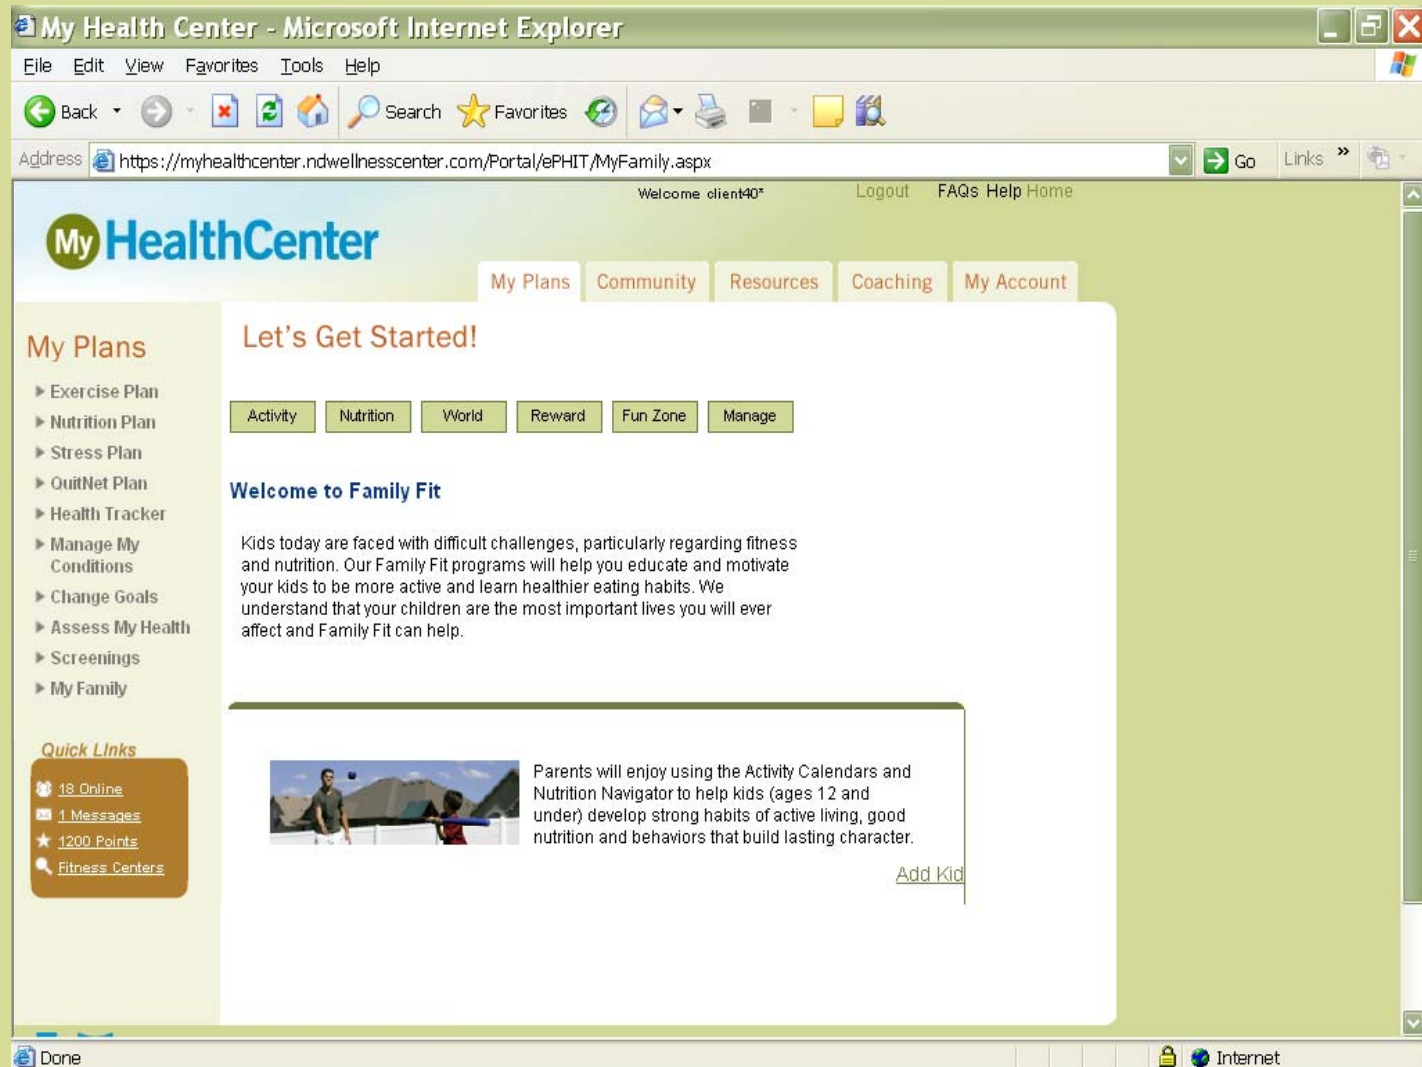 My Health Center - Microsoft Internet Explorer
File Edit View Favorites Tools Help
Back Search Favorites
Address https://myhealthcenter.ndwellnesscenter.com/Portal/ePHIT/MyFamily.aspx Go Links »
Welcome client40* Logout FAQs Help Home
My HealthCenter
My Plans Community Resources Coaching My Account
My Plans
Exercise Plan
Nutrition Plan
Stress Plan
QuitNet Plan
Health Tracker
Manage My
Conditions
Change Goals
Assess My Health
Screenings
My Family
Quick LInks
18 Online
1 Messages
1200 Points
Fitness Centers
Let's Get Started!
Activity Nutrition World Reward Fun Zone Manage
Welcome to Family Fit
Kids today are faced with difficult challenges, particularly regarding fitness
and nutrition. Our Family Fit programs will help you educate and motivate
your kids to be more active and learn healthier eating habits. We
understand that your children are the most important lives you will ever
affect and Family Fit can help.
Parents will enjoy using the Activity Calendars and
Nutrition Navigator to help kids (ages 12 and
under) develop strong habits of active living, good
nutrition and behaviors that build lasting character.
Add Kid
Done Internet